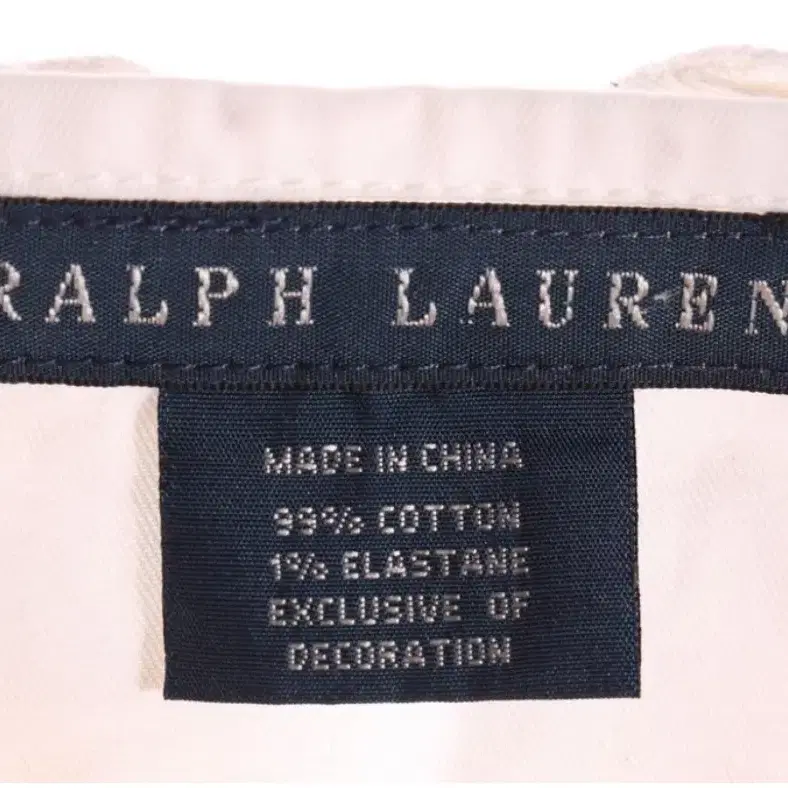 RALPH LAUREN
MADE IN CHINA
99% COTTON
1% ELASTANE
EXCLUSIVE OF
DECORATION